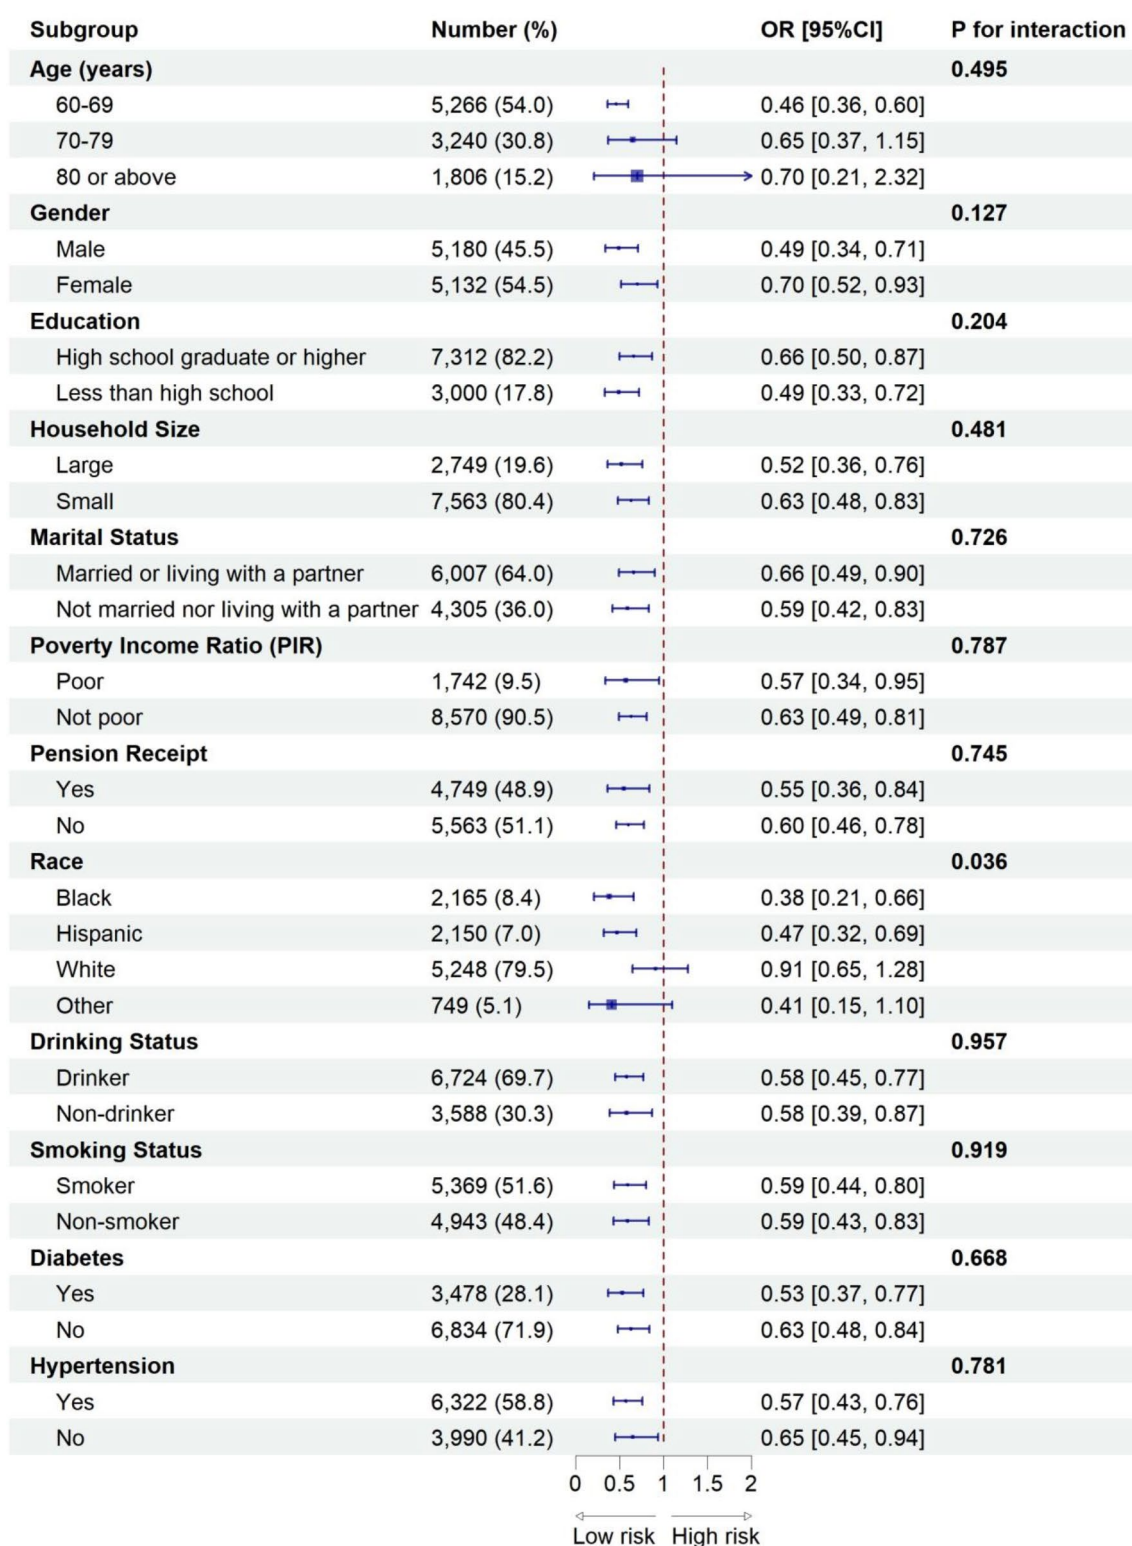 Subgroup Number (%) OR [95%CI] P for interaction
Age (years) 0.495
60-69 5,266 (54.0) 0.46 [0.36, 0.60]
70-79 3,240 (30.8) 0.65 [0.37, 1.15]
80 or above 1,806 (15.2) 0.70 [0.21, 2.32]
Gender 0.127
Male 5,180 (45.5) 0.49 [0.34, 0.71]
Female 5,132 (54.5) 0.70 [0.52, 0.93]
Education 0.204
High school graduate or higher 7,312 (82.2) 0.66 [0.50, 0.87]
Less than high school 3,000 (17.8) 0.49 [0.33, 0.72]
Household Size 0.481
Large 2,749 (19.6) 0.52 [0.36, 0.76]
Small 7,563 (80.4) 0.63 [0.48, 0.83]
Marital Status 0.726
Married or living with a partner 6,007 (64.0) 0.66 [0.49, 0.90]
Not married nor living with a partner 4,305 (36.0) 0.59 [0.42, 0.83]
Poverty Income Ratio (PIR) 0.787
Poor 1,742 (9.5) 0.57 [0.34, 0.95]
Not poor 8,570 (90.5) 0.63 [0.49, 0.81]
Pension Receipt 0.745
Yes 4,749 (48.9) 0.55 [0.36, 0.84]
No 5,563 (51.1) 0.60 [0.46, 0.78]
Race 0.036
Black 2,165 (8.4) 0.38 [0.21, 0.66]
Hispanic 2,150 (7.0) 0.47 [0.32, 0.69]
White 5,248 (79.5) 0.91 [0.65, 1.28]
Other 749 (5.1) 0.41 [0.15, 1.10]
Drinking Status 0.957
Drinker 6,724 (69.7) 0.58 [0.45, 0.77]
Non-drinker 3,588 (30.3) 0.58 [0.39, 0.87]
Smoking Status 0.919
Smoker 5,369 (51.6) 0.59 [0.44, 0.80]
Non-smoker 4,943 (48.4) 0.59 [0.43, 0.83]
Diabetes 0.668
Yes 3,478 (28.1) 0.53 [0.37, 0.77]
No 6,834 (71.9) 0.63 [0.48, 0.84]
Hypertension 0.781
Yes 6,322 (58.8) 0.57 [0.43, 0.76]
No 3,990 (41.2) 0.65 [0.45, 0.94]
0 0.5 1 1.5 2
Low risk High risk